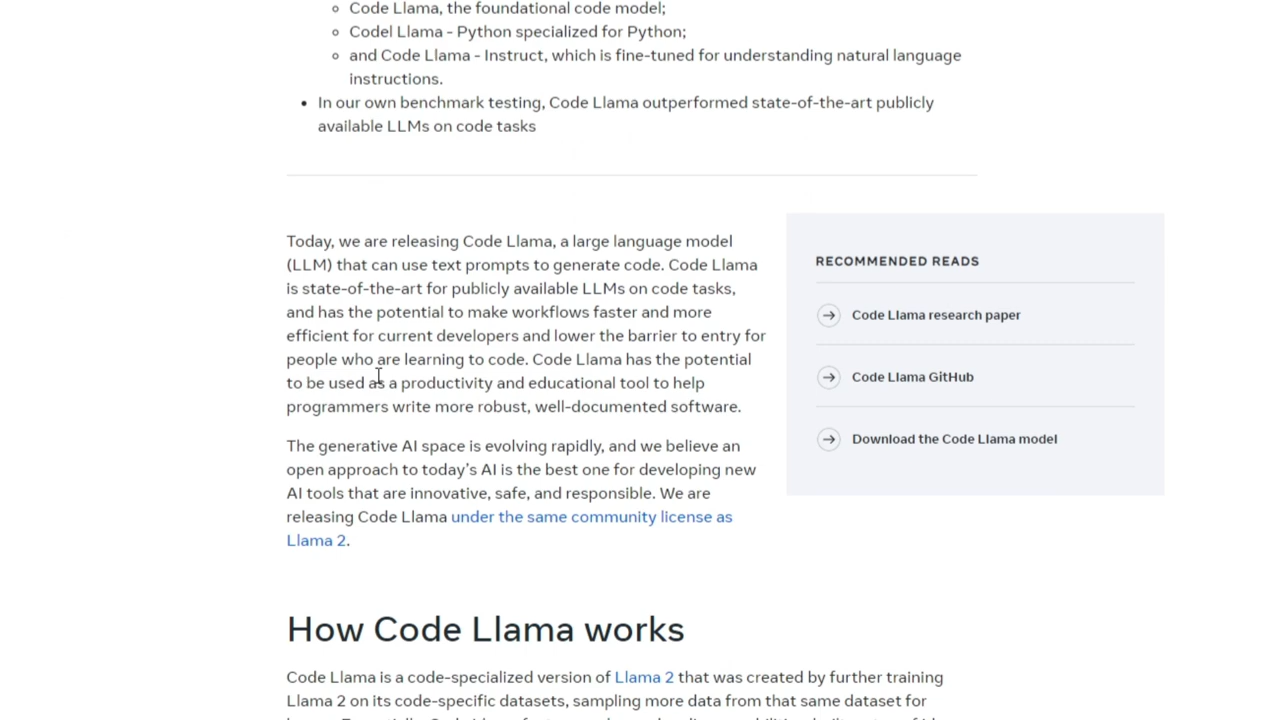 Code Llama, the foundational code model;
Codel Llama - Python specialized for Python;
and Code Llama - Instruct, which is fine-tuned for understanding natural language
instructions.
In our own benchmark testing, Code Llama outperformed state-of-the-art publicly
available LLMs on code tasks
Today, we are releasing Code Llama, a large language model
(LLM) that can use text prompts to generate code. Code Llama
is state-of-the-art for publicly available LLMs on code tasks,
and has the potential to make workflows faster and more
efficient for current developers and lower the barrier to entry for
people who are learning to code. Code Llama has the potential
to be used as a productivity and educational tool to help
programmers write more robust, well-documented software.
The generative AI space is evolving rapidly, and we believe an
open approach to today's AI is the best one for developing new
AI tools that are innovative, safe, and responsible. We are
releasing Code Llama under the same community license as
Llama 2.
RECOMMENDED READS
Code Llama research paper
Code Llama GitHub
Download the Code Llama model
How Code Llama works
Code Llama is a code-specialized version of Llama 2 that was created by further training
Llama 2 on its code-specific datasets, sampling more data from that same dataset for